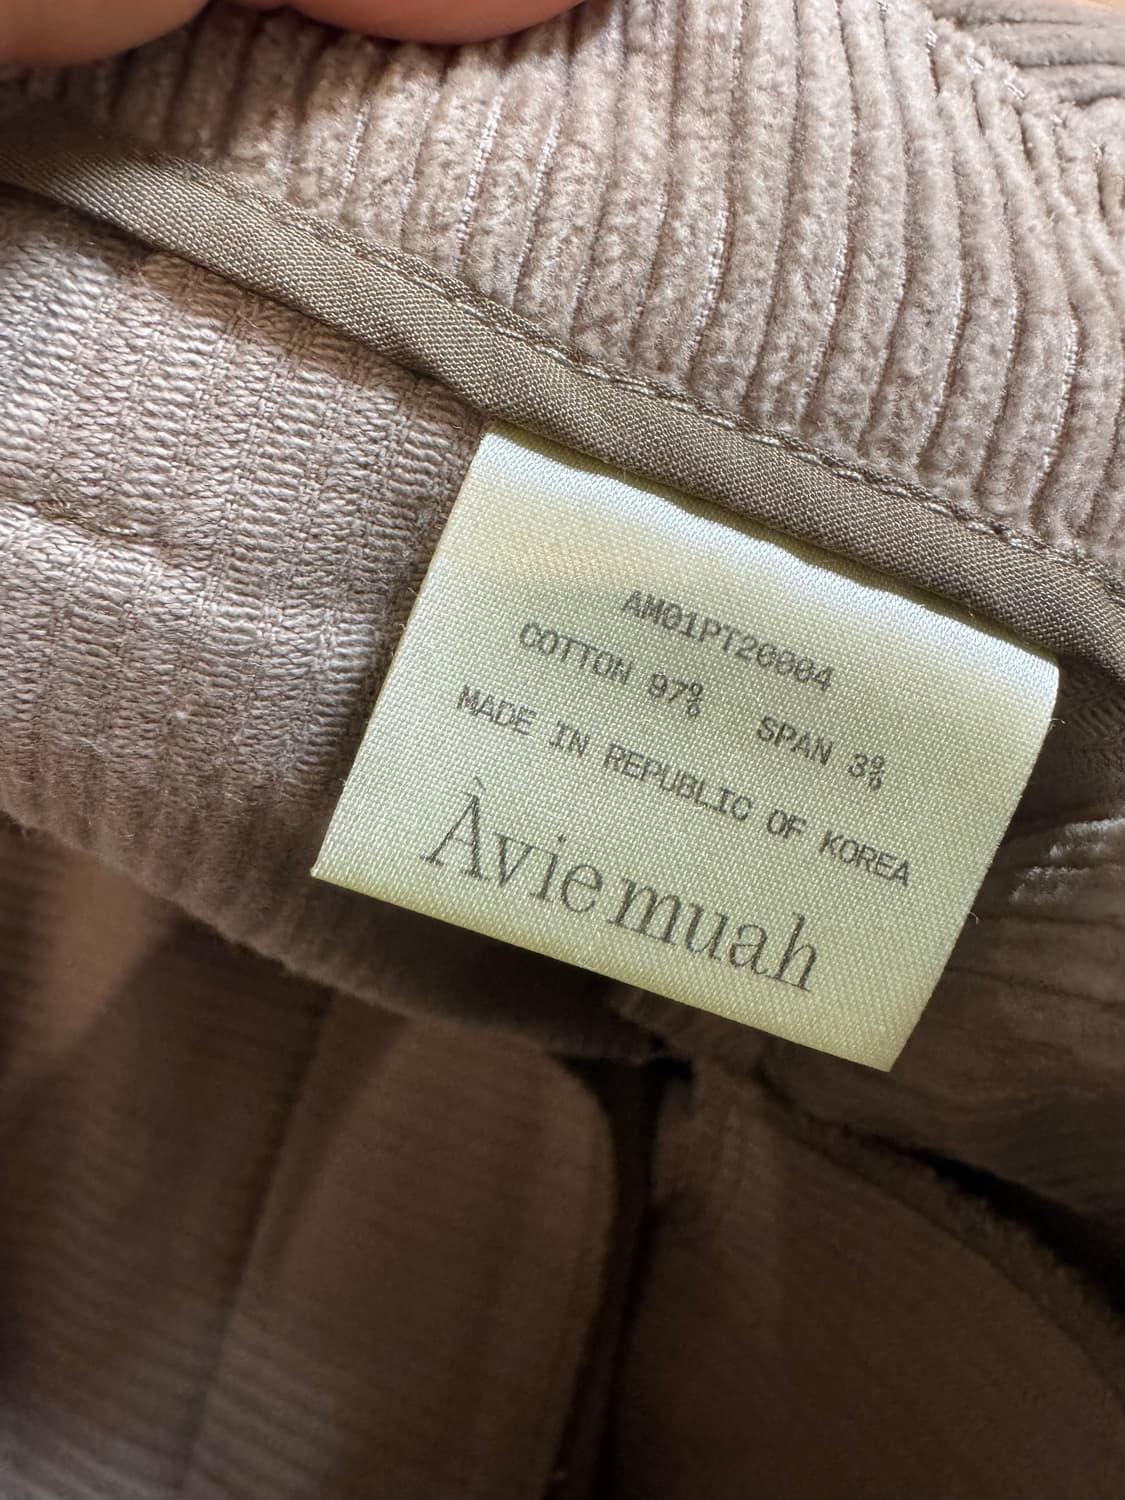 AM01PT20004
COTTON 97% SPAN 3%
MADE IN REPUBLIC OF KOREA
Àvie muah